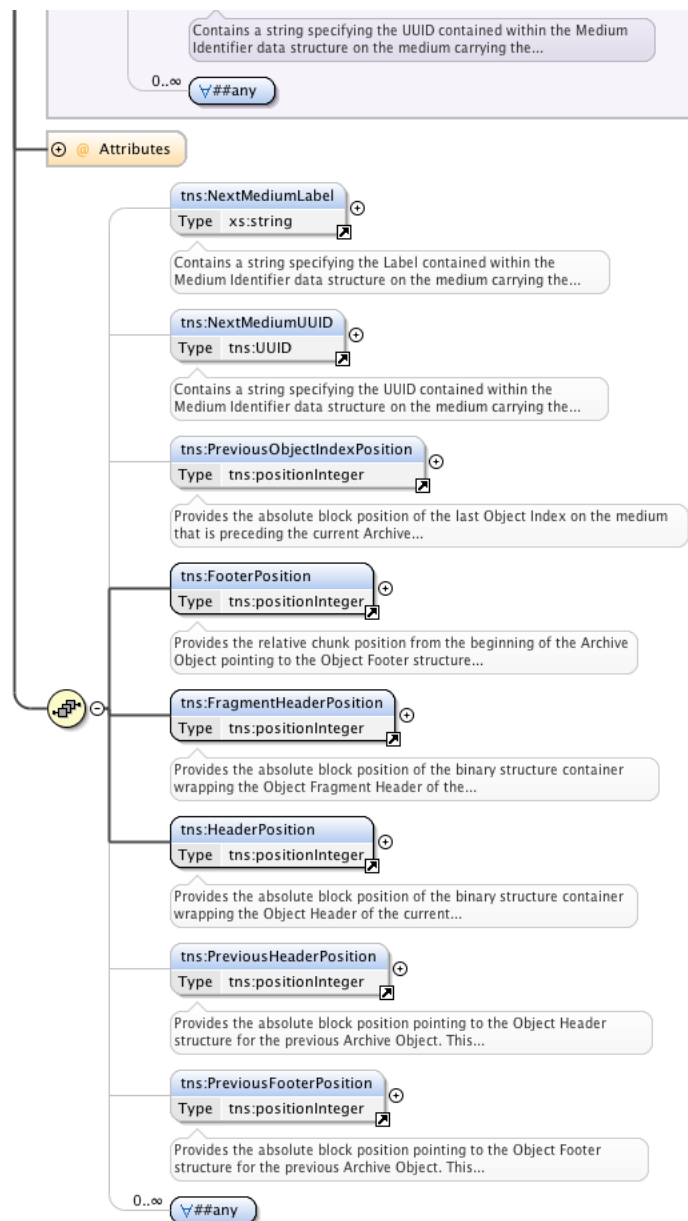 Contains a string specifying the UUID contained within the Medium
Identifier data structure on the medium carrying the...
0..∞
∀##any
@ Attributes
tns:NextMediumLabel
Type xs:string
Contains a string specifying the Label contained within the
Medium Identifier data structure on the medium carrying the...
tns:NextMediumUUID
Type tns:UUID
Contains a string specifying the UUID contained within the
Medium Identifier data structure on the medium carrying the...
tns:PreviousObjectIndexPosition
Type tns:positionInteger
Provides the absolute block position of the last Object Index on the medium
that is preceding the current Archive...
tns:FooterPosition
Type tns:positionInteger
Provides the relative chunk position from the beginning of the Archive
Object pointing to the Object Footer structure...
tns:FragmentHeaderPosition
Type tns:positionInteger
Provides the absolute block position of the binary structure container
wrapping the Object Fragment Header of the...
tns:HeaderPosition
Type tns:positionInteger
Provides the absolute block position of the binary structure container
wrapping the Object Header of the current...
tns:PreviousHeaderPosition
Type tns:positionInteger
Provides the absolute block position pointing to the Object Header
structure for the previous Archive Object. This...
tns:PreviousFooterPosition
Type tns:positionInteger
Provides the absolute block position pointing to the Object Footer
structure for the previous Archive Object. This...
0..∞
∀##any